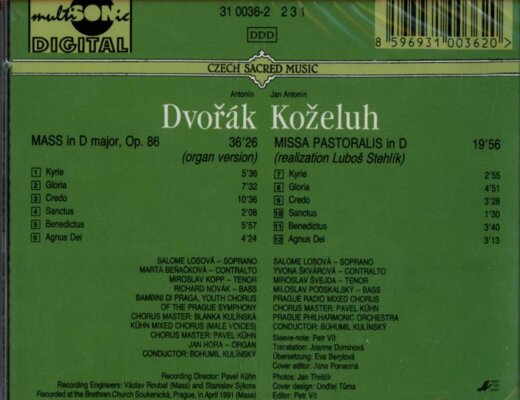 multiSONic
DIGITAL
31 0036-2 2 3 1
DDD
8 596931 003620 >
CZECH SACRED MUSIC
Antonín
Dvořák
MASS in D major, Op. 86 36'26
(organ version)
1 Kyrie 5'36
2 Gloria 7'32
3 Credo 10'36
4 Sanctus 2'08
5 Benedictus 5'57
6 Agnus Dei 4'24
SALOME LOSOVÁ – SOPRANO
MARTA BEŇAČKOVÁ – CONTRALTO
MIROSLAV KOPP – TENOR
RICHARD NOVÁK – BASS
BAMBINI DI PRAGA, YOUTH CHORUS
OF THE PRAGUE SYMPHONY
CHORUS MASTER: BLANKA KULÍNSKÁ
KÜHN MIXED CHORUS (MALE VOICES)
CHORUS MASTER: PAVEL KÜHN
JAN HORA – ORGAN
CONDUCTOR: BOHUMIL KULÍNSKÝ
Jan Antonín
Koželuh
MISSA PASTORALIS in D 19'56
(realization Luboš Stehlík)
7 Kyrie 2'55
8 Gloria 4'51
9 Credo 3'28
10 Sanctus 1'30
11 Benedictus 3'40
12 Agnus Dei 3'13
SALOME LOSOVÁ – SOPRANO
YVONA ŠKVÁROVÁ – CONTRALTO
MIROSLAV ŠVEJDA – TENOR
MILOSLAV PODSKALSKÝ – BASS
PRAGUE RADIO MIXED CHORUS
CHORUS MASTER: PAVEL KÜHN
PRAGUE PHILHARMONIC ORCHESTRA
CONDUCTOR: BOHUMIL KULÍNSKÝ
Recording Director: Pavel Kühn
Recording Engineers: Václav Roubal (Mass) and Stanislav Sýkora
Recorded at the Brethren Church Soukenická, Prague, in April 1991 (Mass)
Sleeve-note: Petr Vít
Translation: Joanne Dominová
Übersetzung: Eva Berglová
Cover editor: Jana
Photos: Jan Třeštík
Cover design: Ondřej Tůma
Editor: Petr Vít